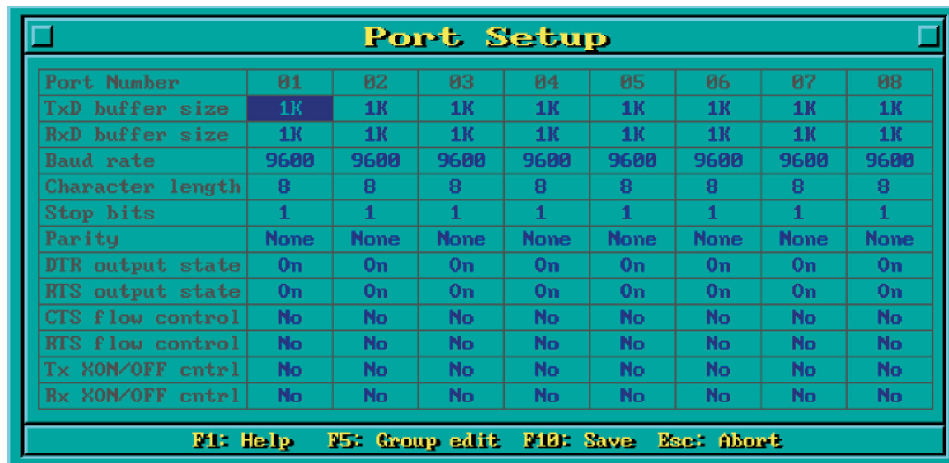 Port Setup
Port Number 01 02 03 04 05 06 07 08
TxD buffer size 1K 1K 1K 1K 1K 1K 1K 1K
RxD buffer size 1K 1K 1K 1K 1K 1K 1K 1K
Baud rate 9600 9600 9600 9600 9600 9600 9600 9600
Character length 8 8 8 8 8 8 8 8
Stop bits 1 1 1 1 1 1 1 1
Parity None None None None None None None None
DTR output state On On On On On On On On
RTS output state On On On On On On On On
CTS flow control No No No No No No No No
RTS flow control No No No No No No No No
Tx XON/OFF cntrl No No No No No No No No
Rx XON/OFF cntrl No No No No No No No No
F1: Help F5: Group edit F10: Save Esc: Abort